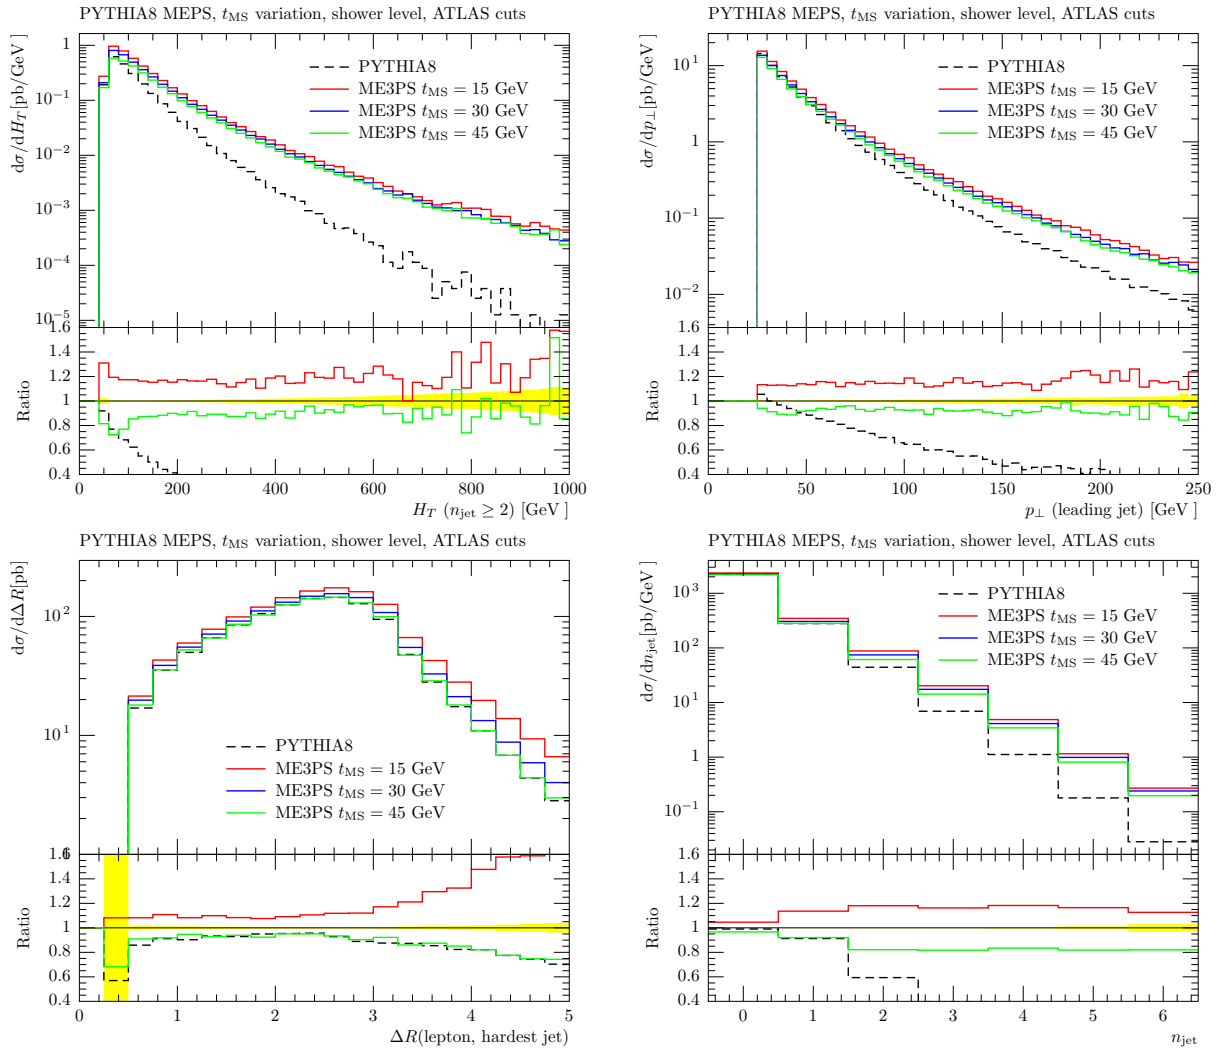 PYTHIA8 MEPS, t_MS variation, shower level, ATLAS cuts
dσ/dH_T [pb/GeV]
1
10^−1
10^−2
10^−3
10^−4
10^−5
PYTHIA8
ME3PS t_MS = 15 GeV
ME3PS t_MS = 30 GeV
ME3PS t_MS = 45 GeV
Ratio
1.6
1.4
1.2
1.0
0.8
0.6
0.4
0 200 400 600 800 1000
H_T (n_jet ≥ 2) [GeV ]
PYTHIA8 MEPS, t_MS variation, shower level, ATLAS cuts
dσ/dp_⊥ [pb/GeV ]
10^1
1
10^−1
10^−2
PYTHIA8
ME3PS t_MS = 15 GeV
ME3PS t_MS = 30 GeV
ME3PS t_MS = 45 GeV
Ratio
1.6
1.4
1.2
1.0
0.8
0.6
0.4
0 50 100 150 200 250
p_⊥ (leading jet) [GeV ]
PYTHIA8 MEPS, t_MS variation, shower level, ATLAS cuts
dσ/dΔR[pb]
10^2
10^1
PYTHIA8
ME3PS t_MS = 15 GeV
ME3PS t_MS = 30 GeV
ME3PS t_MS = 45 GeV
Ratio
1.4
1.2
1
0.8
0.6
0.4
0 1 2 3 4 5
ΔR(lepton, hardest jet)
PYTHIA8 MEPS, t_MS variation, shower level, ATLAS cuts
dσ/dn_jet[pb/GeV ]
10^3
10^2
10^1
1
10^−1
PYTHIA8
ME3PS t_MS = 15 GeV
ME3PS t_MS = 30 GeV
ME3PS t_MS = 45 GeV
Ratio
1.6
1.4
1.2
1
0.8
0.6
0.4
0 1 2 3 4 5 6
n_jet